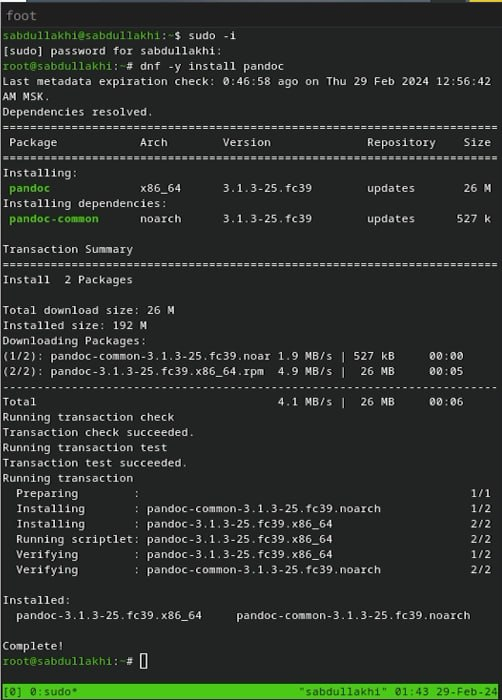 foot
sabdullakhi@sabdullakhi:~$ sudo -i
[sudo] password for sabdullakhi:
root@sabdullakhi:~# dnf -y install pandoc
Last metadata expiration check: 0:46:58 ago on Thu 29 Feb 2024 12:56:42
AM MSK.
Dependencies resolved.
================================================================================
Package Arch Version Repository Size
================================================================================
Installing:
pandoc x86_64 3.1.3-25.fc39 updates 26 M
Installing dependencies:
pandoc-common noarch 3.1.3-25.fc39 updates 527 k
Transaction Summary
================================================================================
Install 2 Packages
Total download size: 26 M
Installed size: 192 M
Downloading Packages:
(1/2): pandoc-common-3.1.3-25.fc39.noar 1.9 MB/s | 527 kB 00:00
(2/2): pandoc-3.1.3-25.fc39.x86_64.rpm 4.9 MB/s | 26 MB 00:05
--------------------------------------------------------------------------------
Total 4.1 MB/s | 26 MB 00:06
Running transaction check
Transaction check succeeded.
Running transaction test
Transaction test succeeded.
Running transaction
Preparing : 1/1
Installing : pandoc-common-3.1.3-25.fc39.noarch 1/2
Installing : pandoc-3.1.3-25.fc39.x86_64 2/2
Running scriptlet: pandoc-3.1.3-25.fc39.x86_64 2/2
Verifying : pandoc-3.1.3-25.fc39.x86_64 1/2
Verifying : pandoc-common-3.1.3-25.fc39.noarch 2/2
Installed:
pandoc-3.1.3-25.fc39.x86_64 pandoc-common-3.1.3-25.fc39.noarch
Complete!
root@sabdullakhi:~#
[0] 0:sudo* "sabdullakhi" 01:43 29-Feb-24